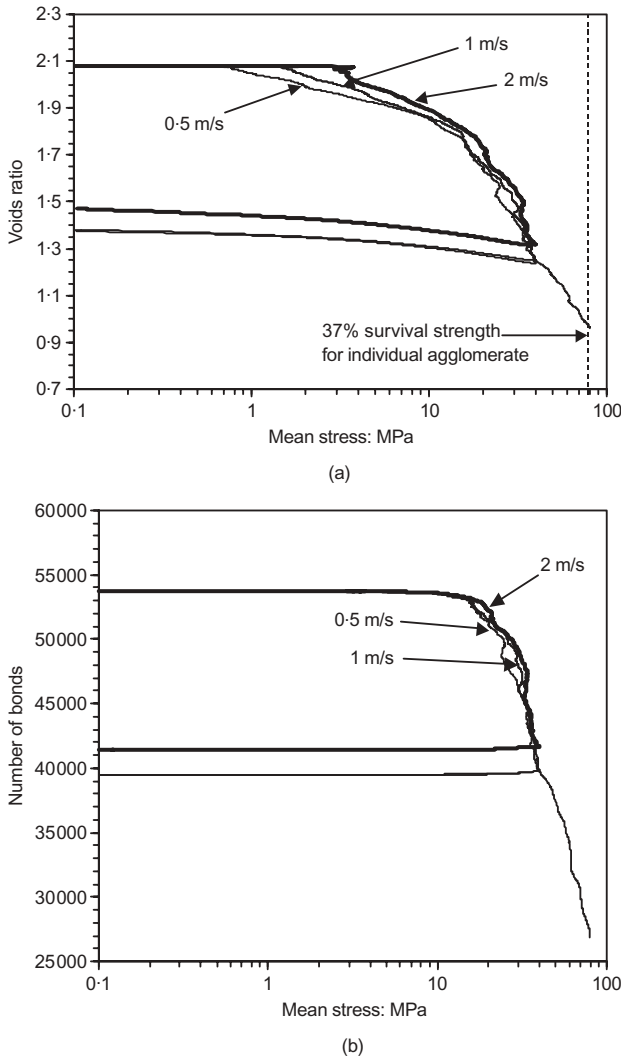 2·3
2·1
1·9
1·7
1·5
1·3
1·1
0·9
0·7
Voids ratio
1 m/s
2 m/s
0·5 m/s
37% survival strength
for individual agglomerate
0·1
1
10
100
Mean stress: MPa
(a)
60000
55000
50000
45000
40000
35000
30000
25000
Number of bonds
2 m/s
0·5 m/s
1 m/s
0·1
1
10
100
Mean stress: MPa
(b)